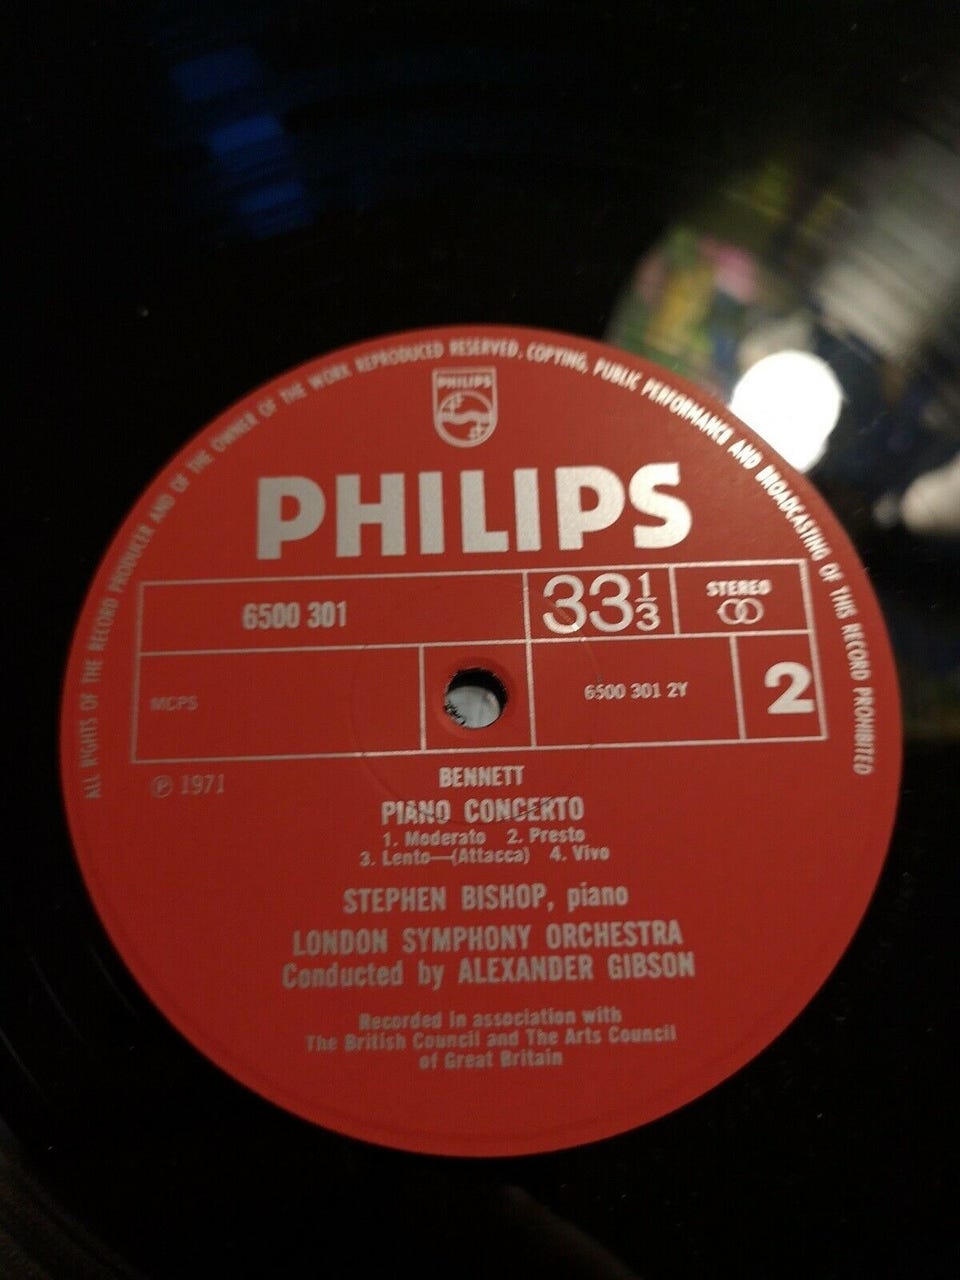 ALL RIGHTS OF THE RECORD PRODUCER AND OF THE OWNER OF THE WORK REPRODUCED RESERVED. COPYING, PUBLIC PERFORMANCE AND BROADCASTING OF THIS RECORD PROHIBITED
PHILIPS
PHILIPS
6500 301
33 1/3
STEREO
MCPS
6500 301 2Y
2
Ⓟ 1971
BENNETT
PIANO CONCERTO
1. Moderato 2. Presto
3. Lento—(Attacca) 4. Vivo
STEPHEN BISHOP, piano
LONDON SYMPHONY ORCHESTRA
Conducted by ALEXANDER GIBSON
Recorded in association with
The British Council and The Arts Council
of Great Britain